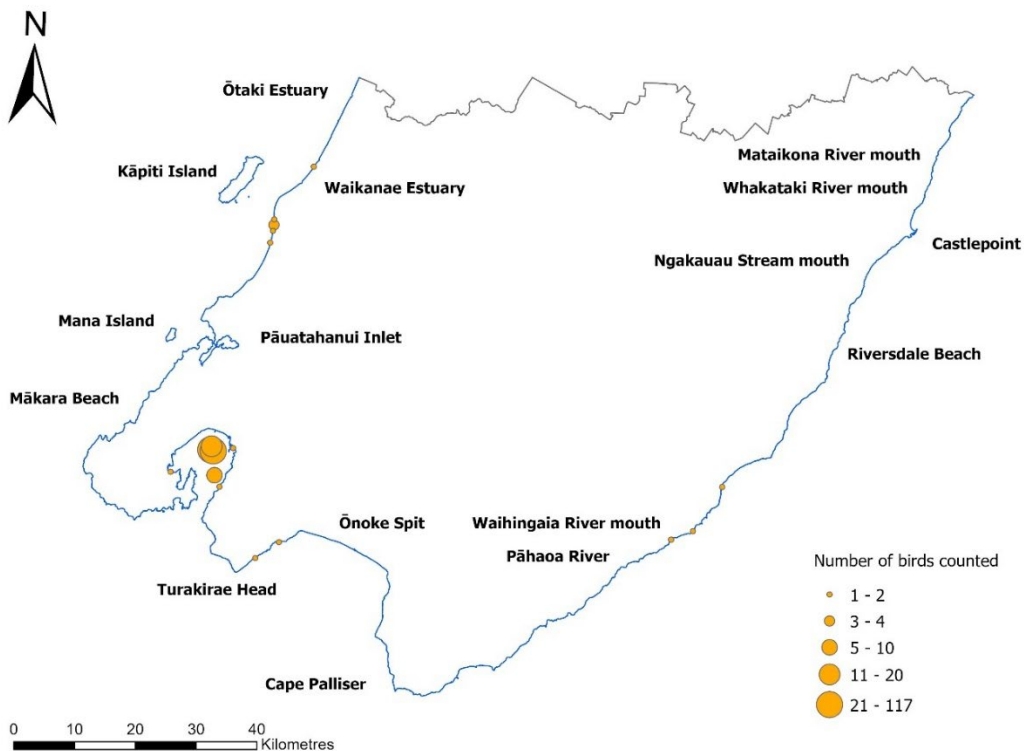 N
Ōtaki Estuary
Kāpiti Island
Mataikona River mouth
Waikanae Estuary
Whakataki River mouth
Castlepoint
Ngakauau Stream mouth
Mana Island
Pāuatahanui Inlet
Riversdale Beach
Mākara Beach
Ōnoke Spit
Waihingaia River mouth
Pāhaoa River
Turakirae Head
Cape Palliser
Number of birds counted
1 - 2
3 - 4
5 - 10
11 - 20
21 - 117
0 10 20 30 40
Kilometres